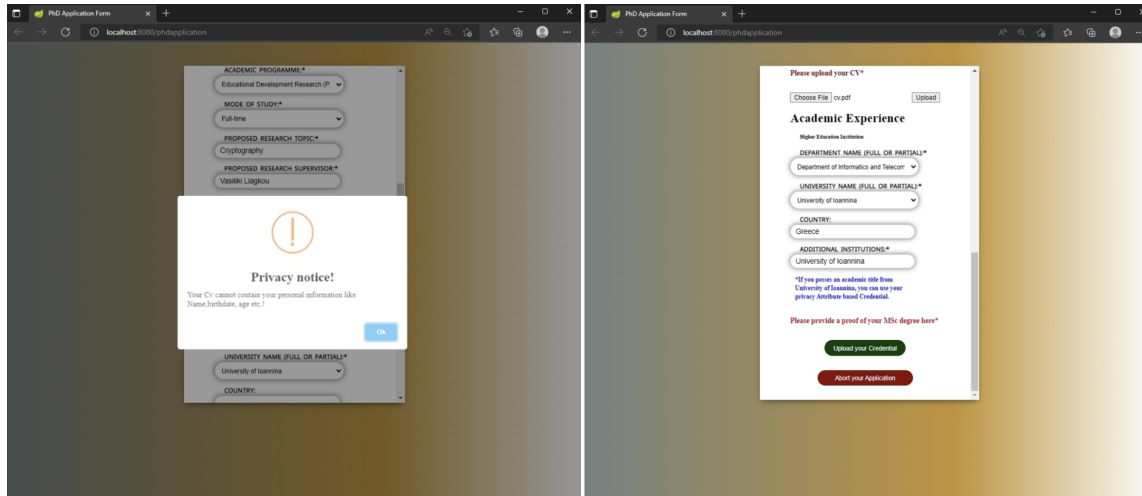 PhD Application Form
localhost:8080/phdapplication
ACADEMIC PROGRAMME:*
Educational Development Research (P
MODE OF STUDY:*
Full-time
PROPOSED RESEARCH TOPIC:*
Cryptography
PROPOSED RESEARCH SUPERVISOR:*
Vasiliki Liagkou
Privacy notice!
Your Cv cannot contain your personal information like
Name,birthdate, age etc.!
Ok
UNIVERSITY NAME (FULL OR PARTIAL):*
University of Ioannina
COUNTRY:
PhD Application Form
localhost:8080/phdapplication
Please upload your CV*
Choose File cv.pdf Upload
Academic Experience
Higher Education Institution
DEPARTMENT NAME (FULL OR PARTIAL):*
Department of Informatics and Telecom
UNIVERSITY NAME (FULL OR PARTIAL):*
University of Ioannina
COUNTRY:
Greece
ADDITIONAL INSTITUTIONS:*
University of Ioannina
*If you posses an academic title from
University of Ioannina, you can use your
privacy Attribute based Credential.
Please provide a proof of your MSc degree here*
Upload your Credential
Abort your Application